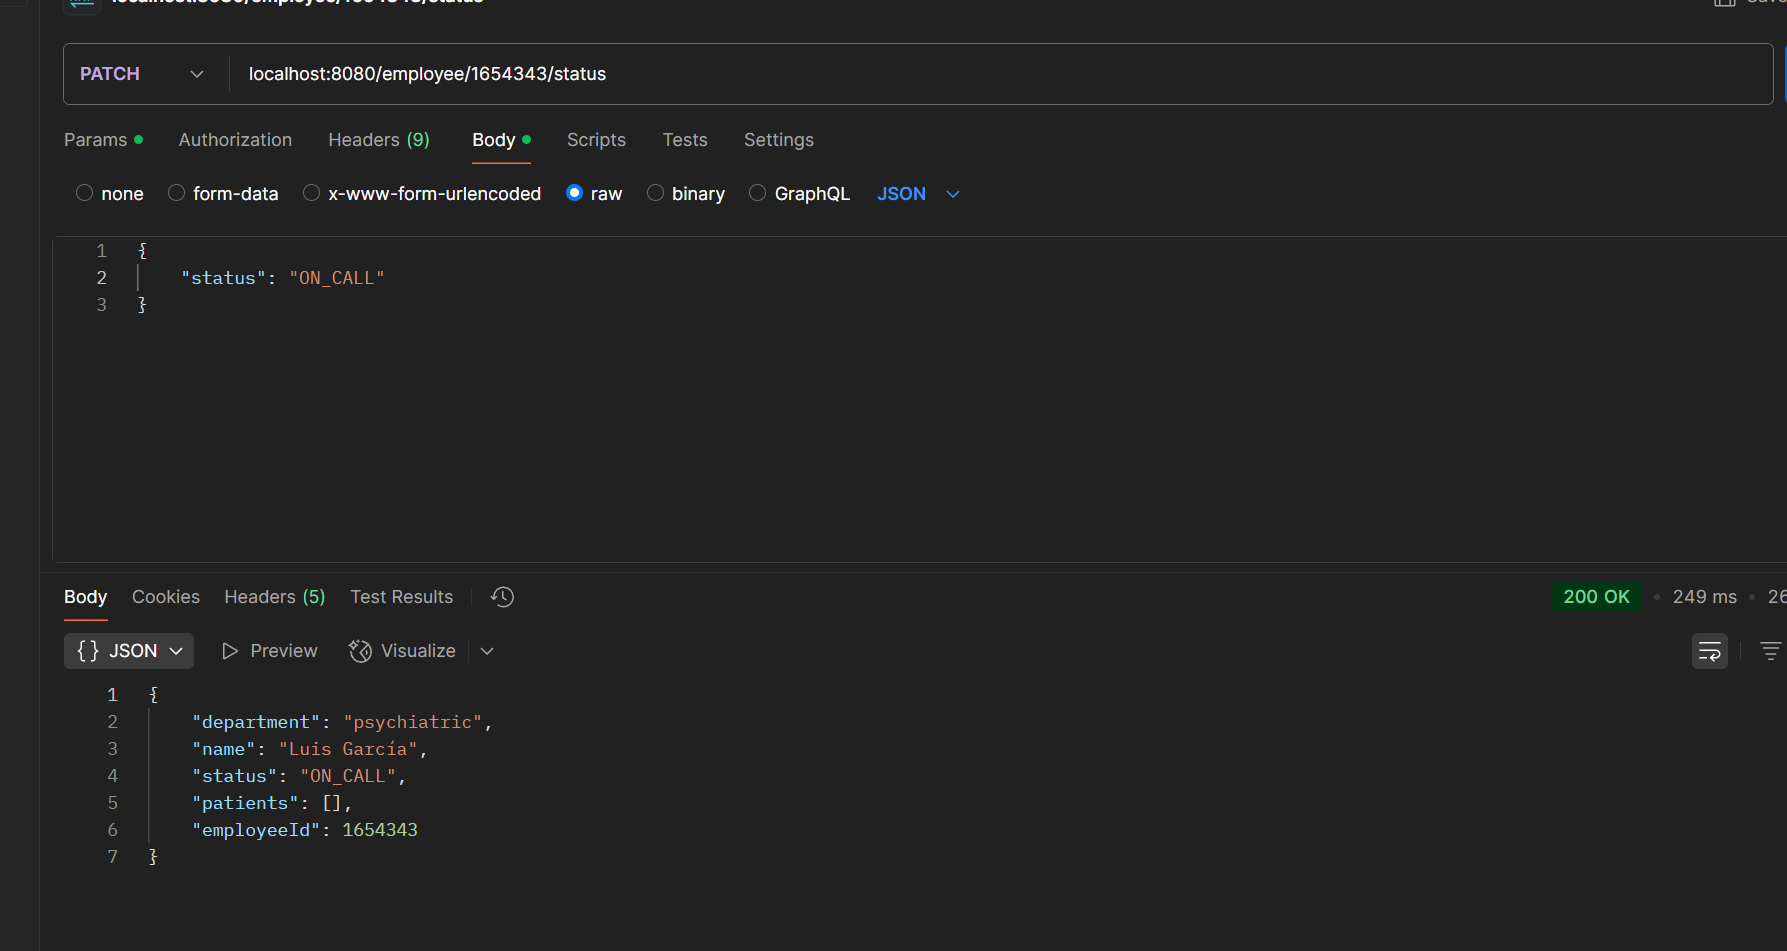 PATCH localhost:8080/employee/1654343/status
Params Authorization Headers (9) Body Scripts Tests Settings
none form-data x-www-form-urlencoded raw binary GraphQL JSON
1 {
2 "status": "ON_CALL"
3 }
Body Cookies Headers (5) Test Results 200 OK • 249 ms •
{} JSON Preview Visualize
1 {
2 "department": "psychiatric",
3 "name": "Luis García",
4 "status": "ON_CALL",
5 "patients": [],
6 "employeeId": 1654343
7 }